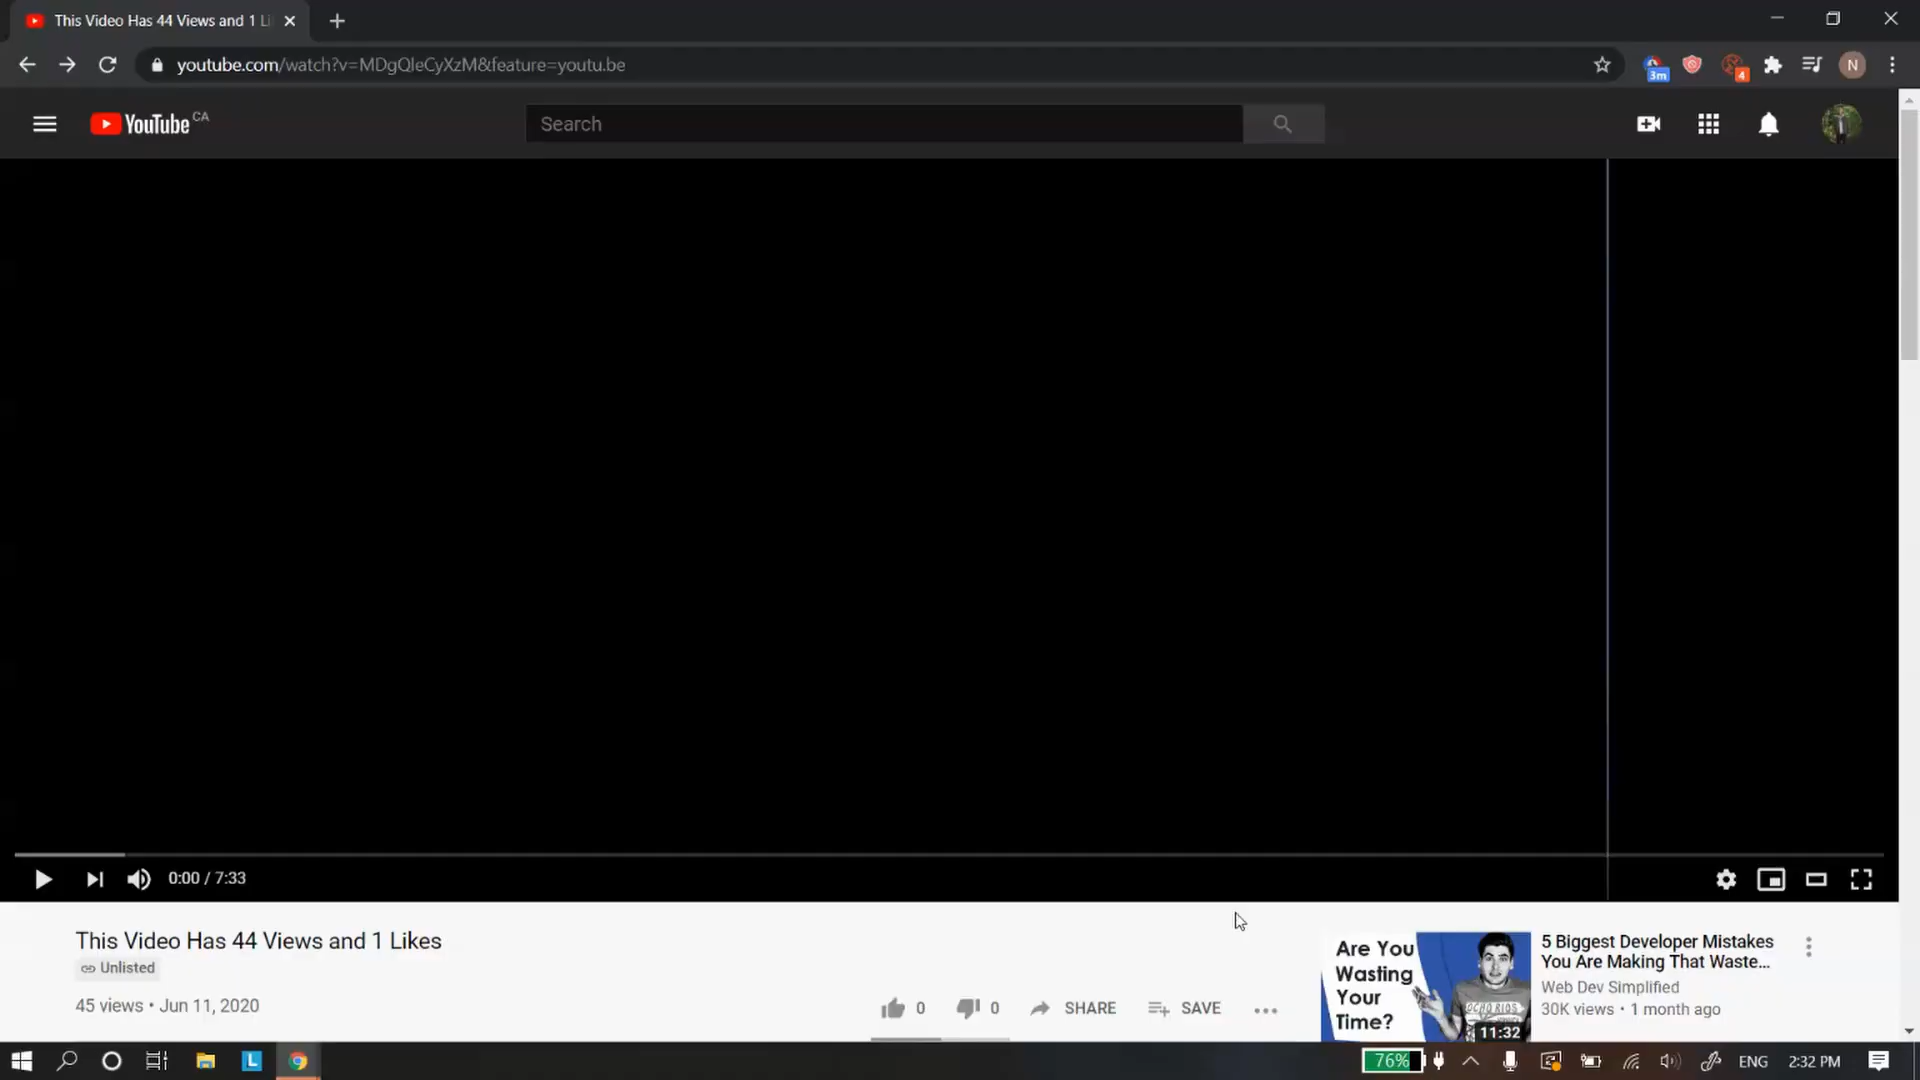 This Video Has 44 Views and 1 Li
youtube.com/watch?v=MDgQleCyXzM&feature=youtu.be
3m
4
N
YouTube CA
Search
0:00 / 7:33
This Video Has 44 Views and 1 Likes
Unlisted
45 views • Jun 11, 2020
0
0
SHARE
SAVE
Are You
Wasting
Your
Time?
11:32
5 Biggest Developer Mistakes
You Are Making That Waste...
Web Dev Simplified
30K views • 1 month ago
L
76%
ENG
2:32 PM